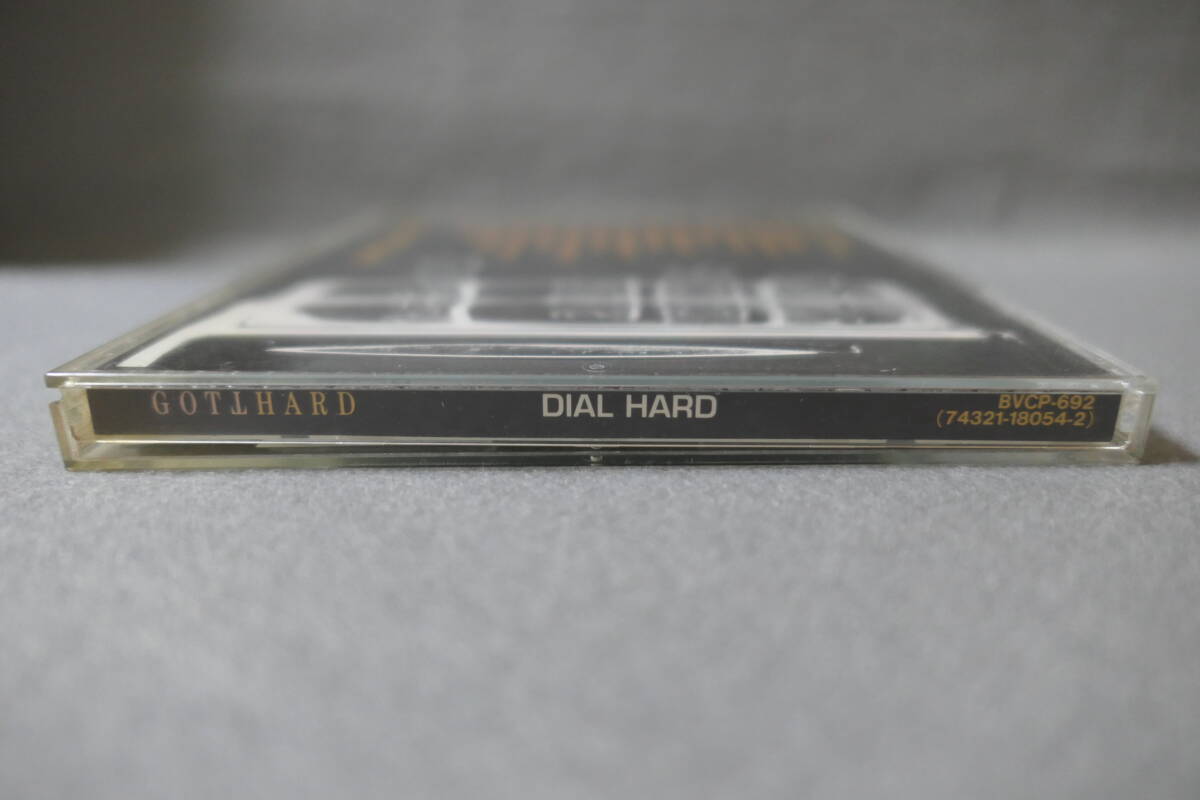 GOTTHARD
DIAL HARD
BVCP-692
(74321-18054-2)